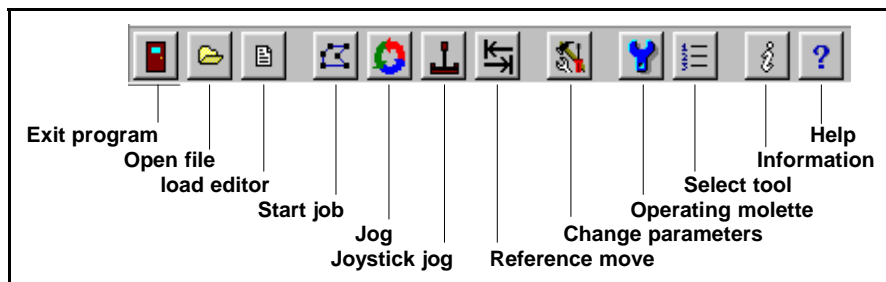 ?
Exit program
Help
Open file
Information
load editor
Select tool
Start job
Operating molette
Jog
Change parameters
Joystick jog
Reference move